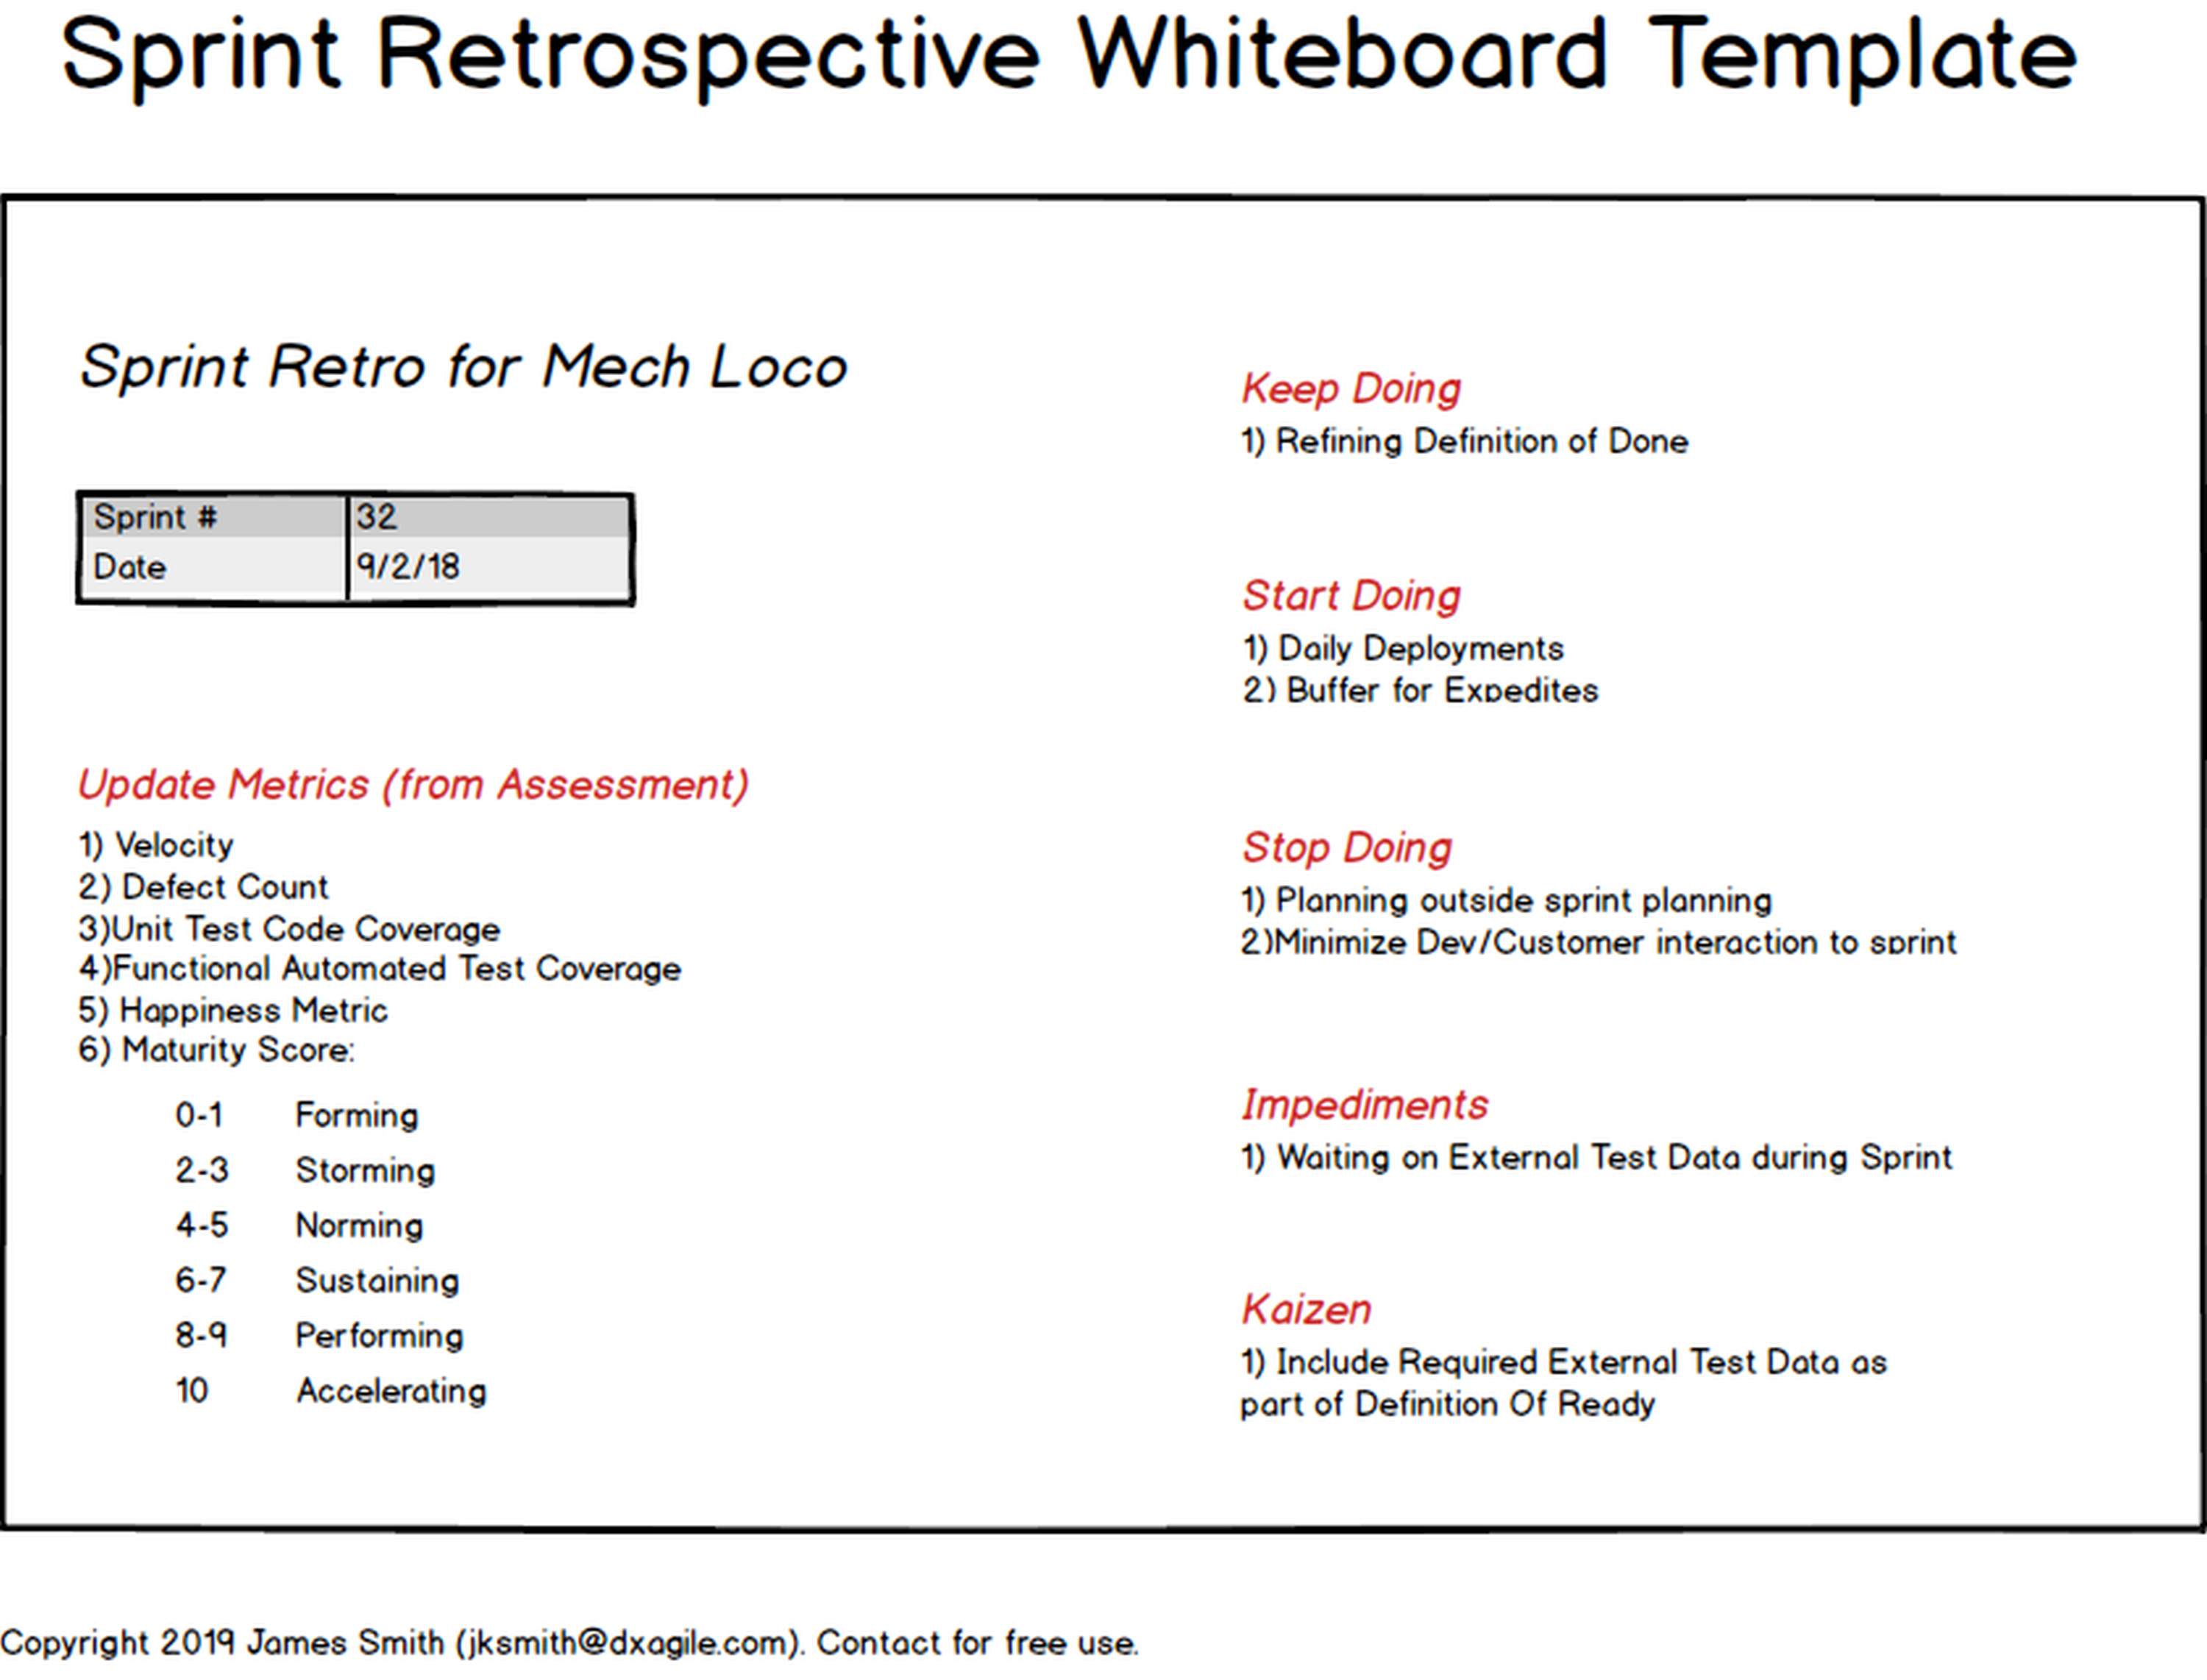 Sprint Retrospective Whiteboard Template
Sprint Retro for Mech Loco
Sprint # 32
Date 9/2/18
Update Metrics (from Assessment)
1) Velocity
2) Defect Count
3)Unit Test Code Coverage
4)Functional Automated Test Coverage
5) Happiness Metric
6) Maturity Score:
0-1 Forming
2-3 Storming
4-5 Norming
6-7 Sustaining
8-9 Performing
10 Accelerating
Keep Doing
1) Refining Definition of Done
Start Doing
1) Daily Deployments
2) Buffer for Expedites
Stop Doing
1) Planning outside sprint planning
2)Minimize Dev/Customer interaction to sprint
Impediments
1) Waiting on External Test Data during Sprint
Kaizen
1) Include Required External Test Data as
part of Definition Of Ready
Copyright 2019 James Smith (jksmith@dxagile.com). Contact for free use.